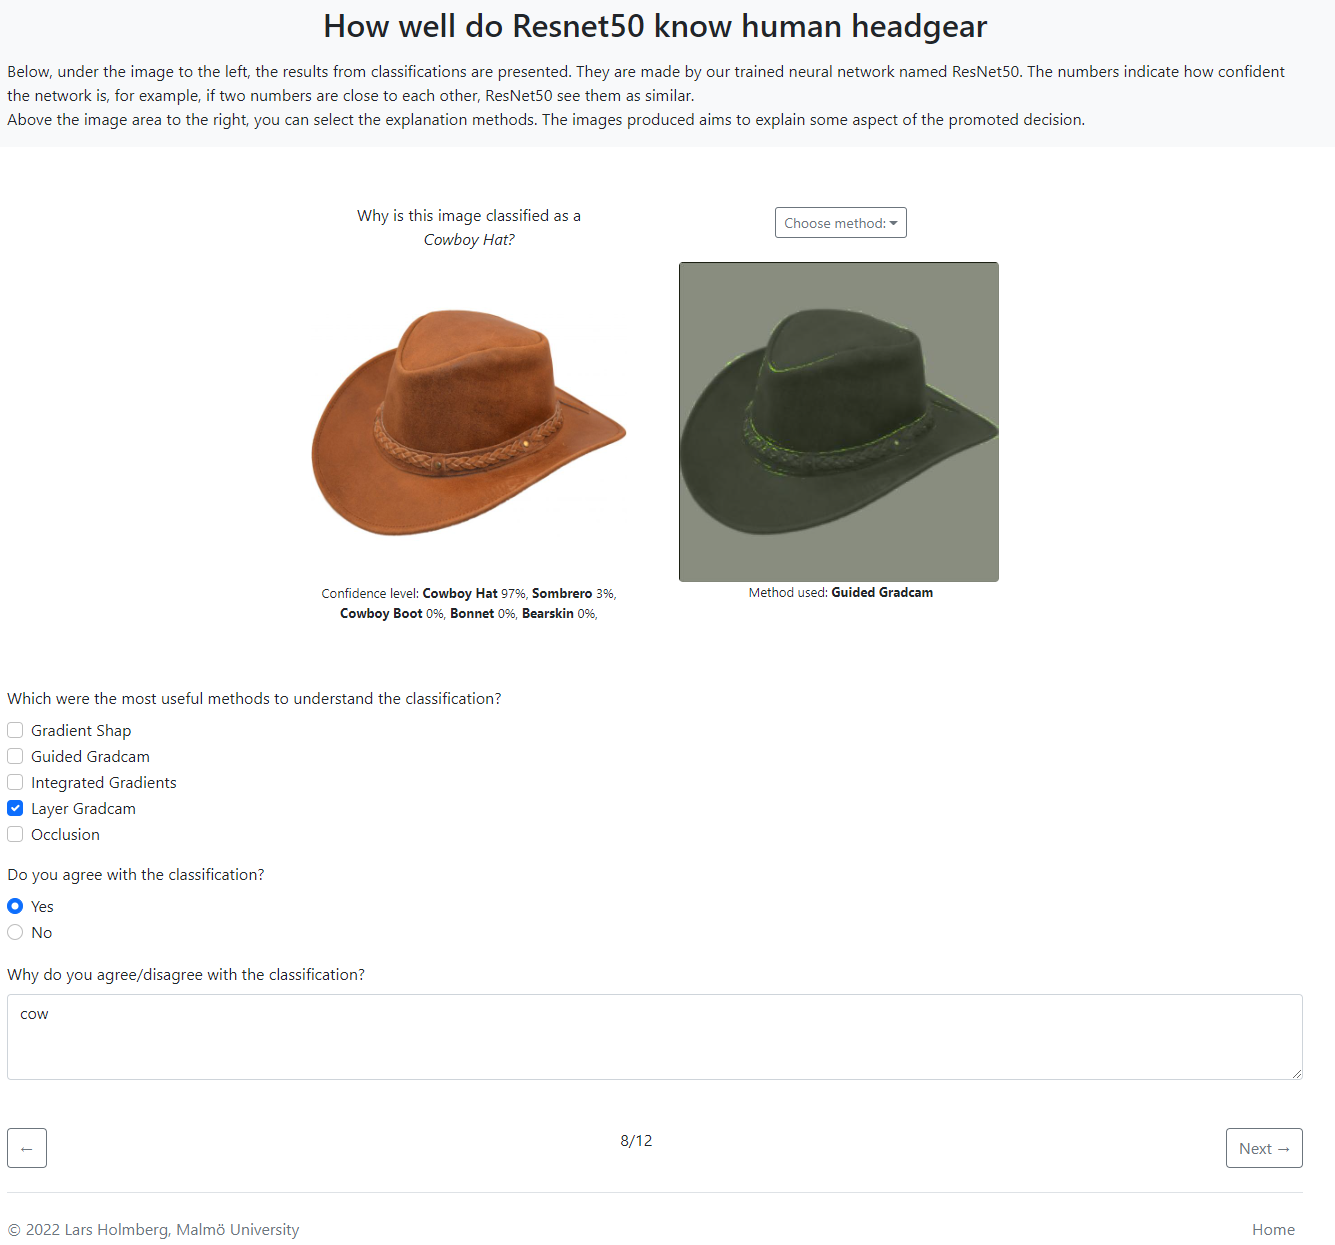 How well do Resnet50 know human headgear
Below, under the image to the left, the results from classifications are presented. They are made by our trained neural network named ResNet50. The numbers indicate how confident
the network is, for example, if two numbers are close to each other, ResNet50 see them as similar.
Above the image area to the right, you can select the explanation methods. The images produced aims to explain some aspect of the promoted decision.
Why is this image classified as a
Cowboy Hat?
Choose method:
Confidence level: Cowboy Hat 97%, Sombrero 3%,
Cowboy Boot 0%, Bonnet 0%, Bearskin 0%,
Method used: Guided Gradcam
Which were the most useful methods to understand the classification?
Gradient Shap
Guided Gradcam
Integrated Gradients
Layer Gradcam
Occlusion
Do you agree with the classification?
Yes
No
Why do you agree/disagree with the classification?
cow
←
8/12
Next →
© 2022 Lars Holmberg, Malmö University
Home